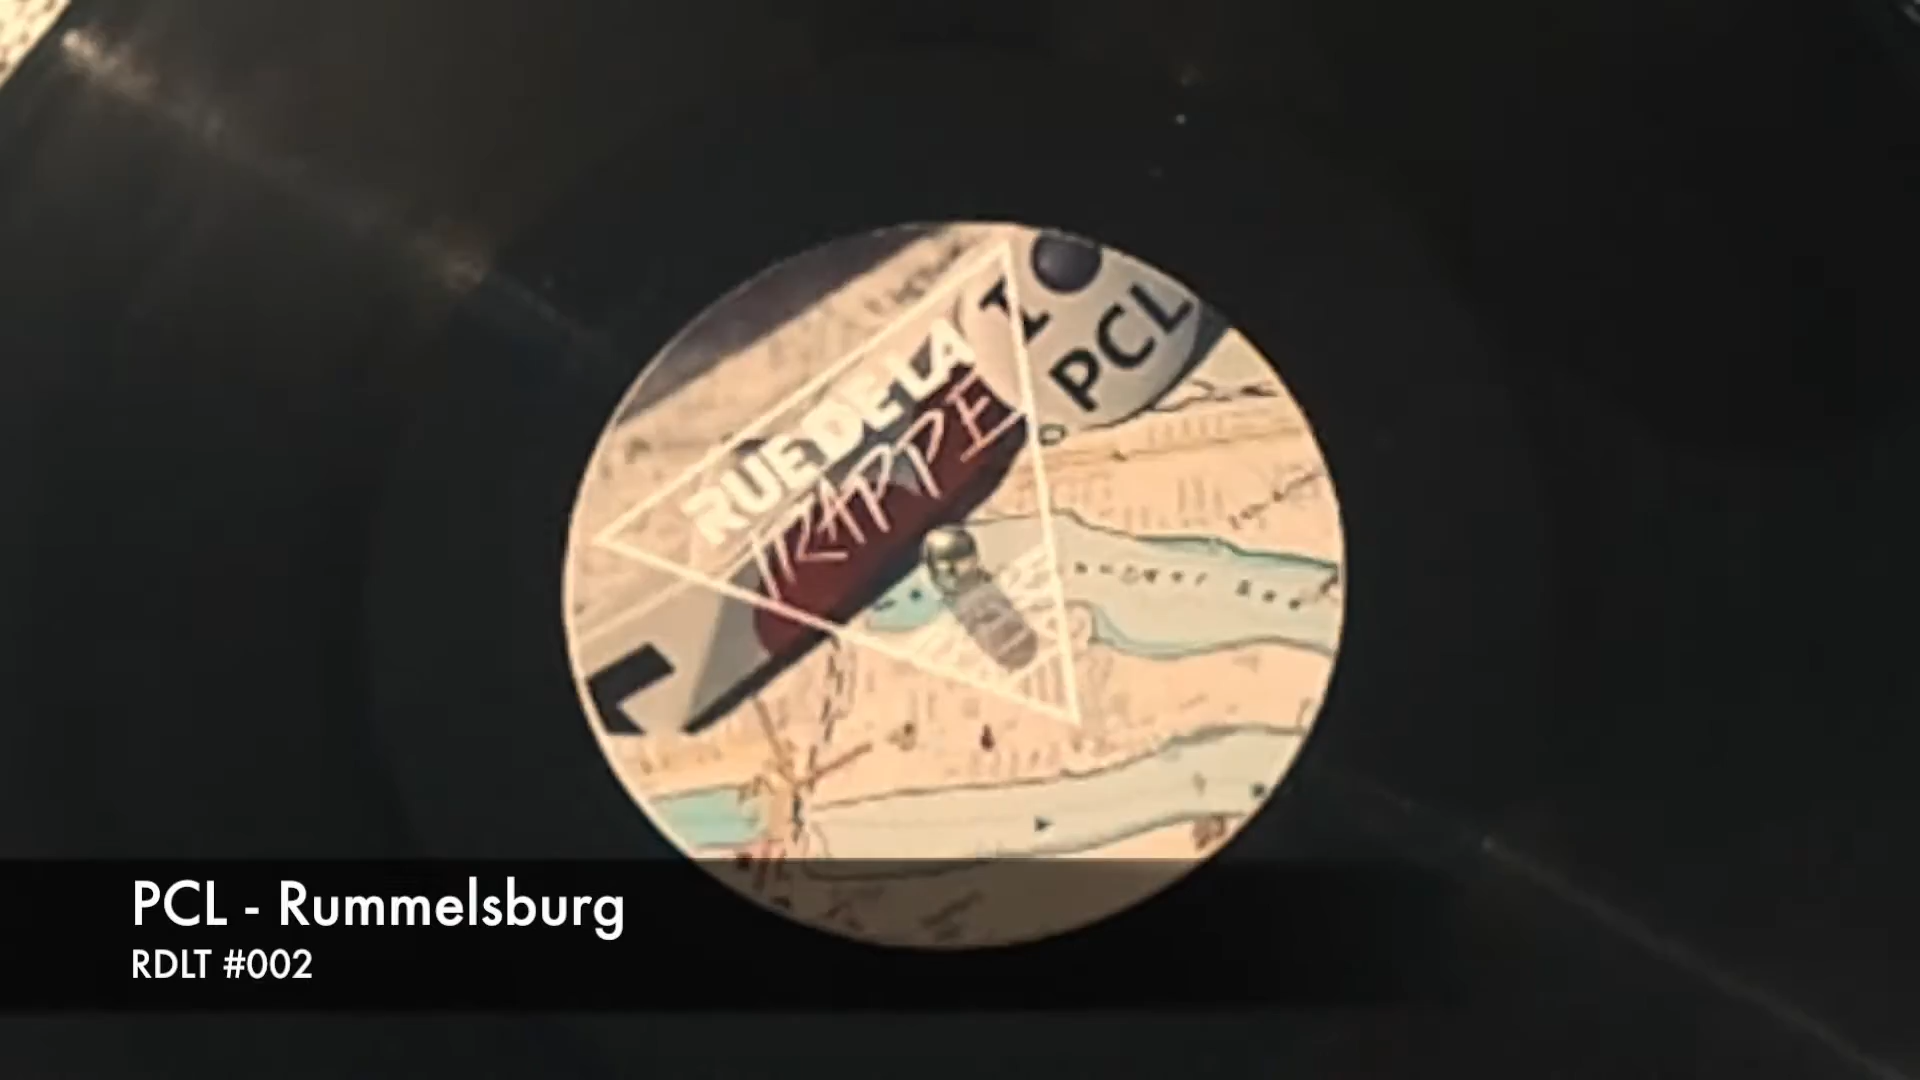 I
PCL
RUE DE LA
TRAPPE
PCL - Rummelsburg
RDLT #002